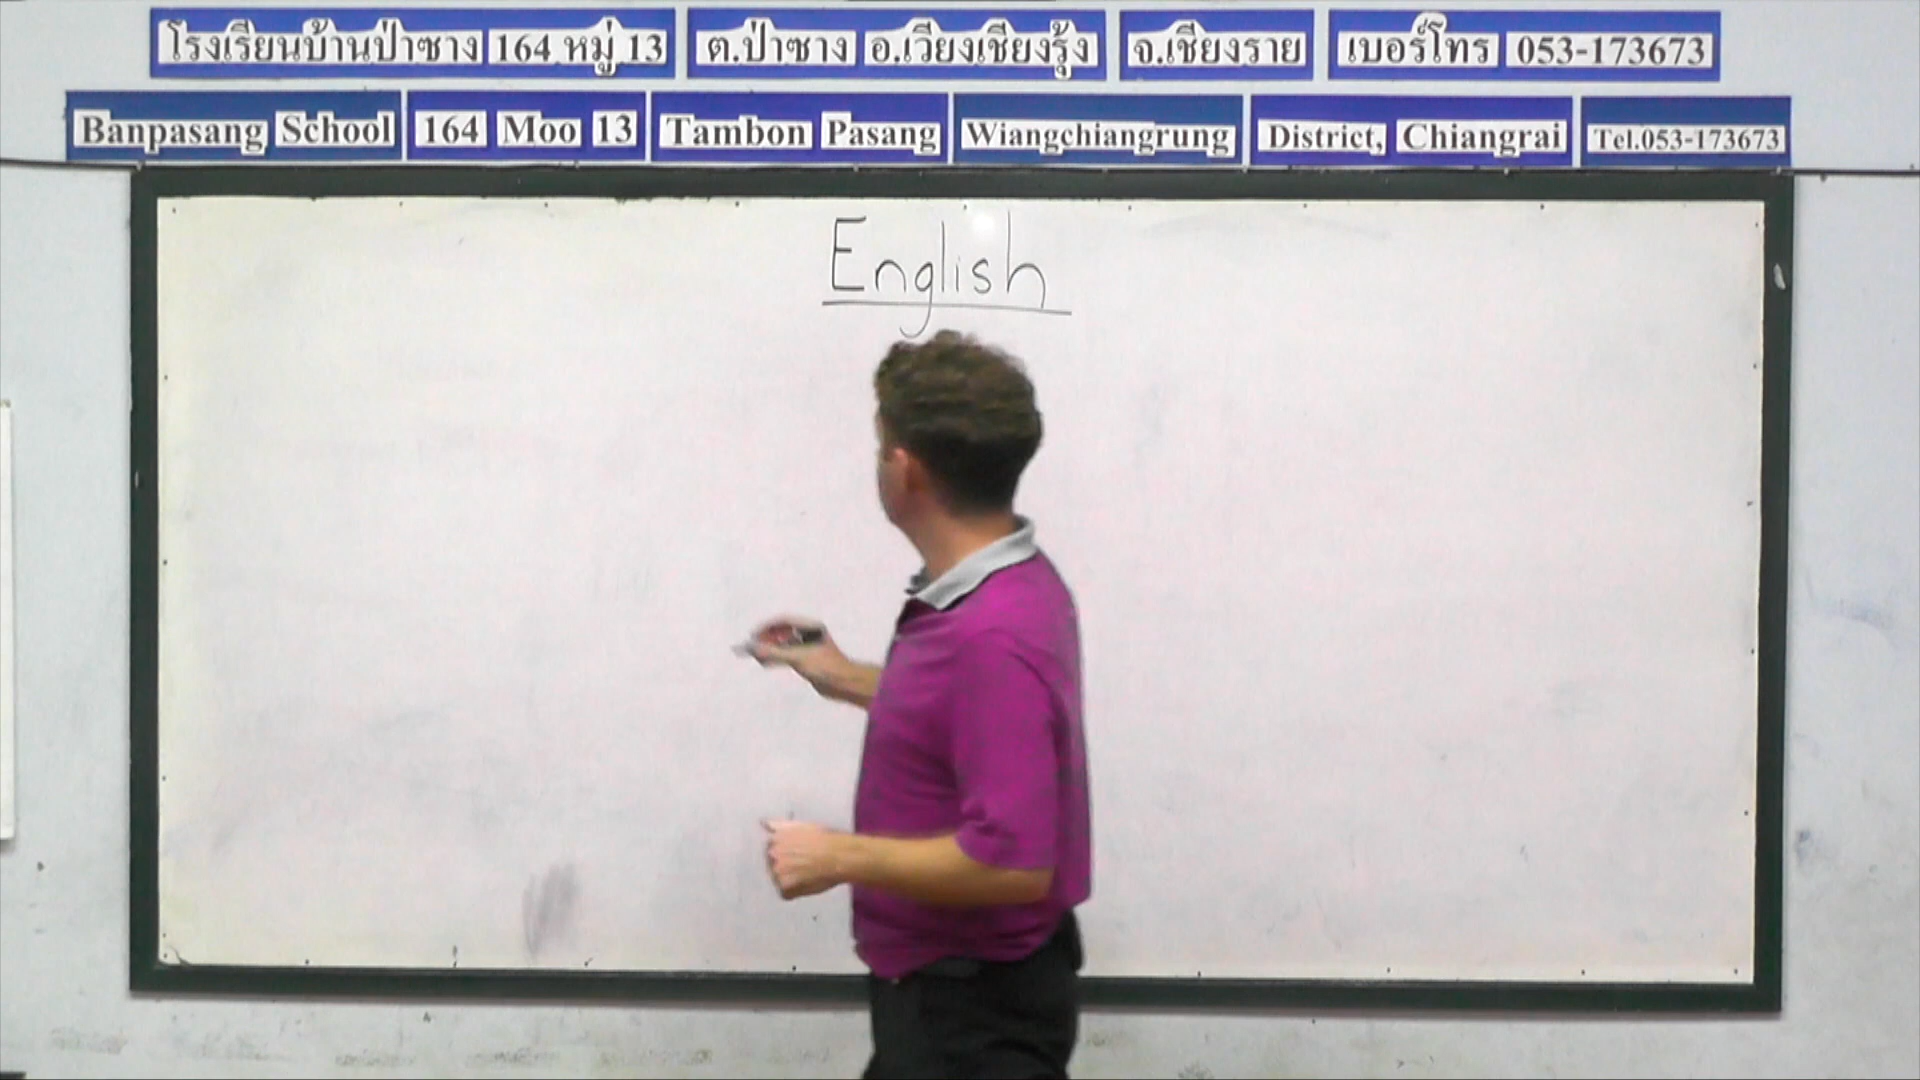 โรงเรียนบ้านป่าซาง 164 หมู่ 13 ต.ป่าซาง อ.เวียงเชียงรุ้ง จ.เชียงราย เบอร์โทร 053-173673
Banpasang School 164 Moo 13 Tambon Pasang Wiangchiangrung District, Chiangrai Tel.053-173673
English